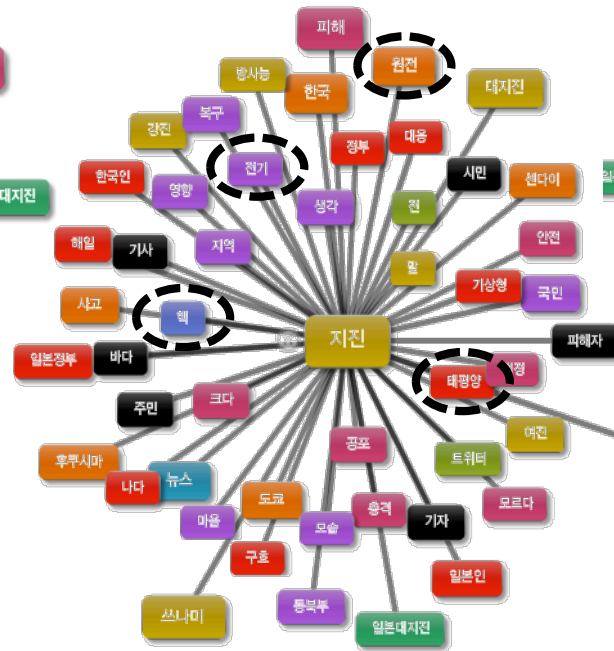 피해
원전
방사능
한국
대지진
복구
강진
정부
대응
전기
한국인
시민
센다이
영향
대지진
생각
전
해일
기사
지역
안전
말
기상청
국민
사고
핵
지진
피해자
일본정부
바다
태평양
주민
크다
여진
공포
후쿠시마
나다
뉴스
트위터
도쿄
모르다
마을
모습
충격
기자
구호
일본인
쓰나미
동북부
일본대지진